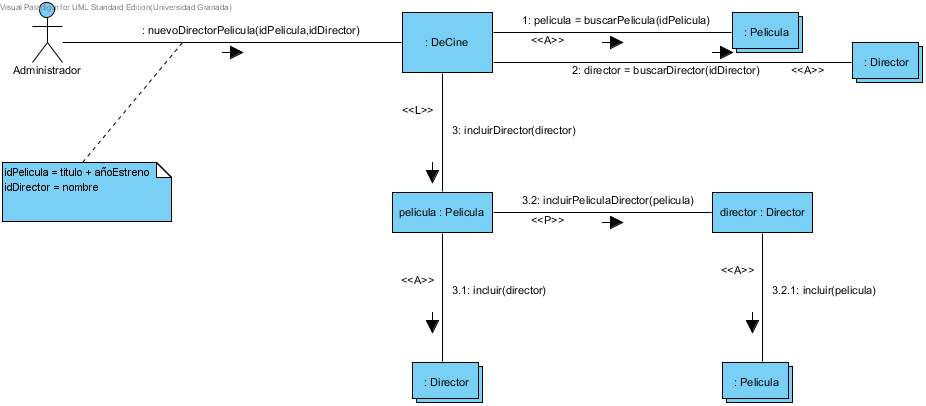 Visual Paradigm for UML Standard Edition(Universidad Granada)
: nuevoDirectorPelicula(idPelicula,idDirector)
Administrador
: DeCine
1: pelicula = buscarPelicula(idPelicula)
<<A>>
: Pelicula
2: director = buscarDirector(idDirector)
<<A>>
: Director
<<L>>
3: incluirDirector(director)
idPelicula = titulo + añoEstreno
idDirector = nombre
pelicula : Pelicula
3.2: incluirPeliculaDirector(pelicula)
<<P>>
director : Director
<<A>>
3.1: incluir(director)
<<A>>
3.2.1: incluir(pelicula)
: Director
: Pelicula